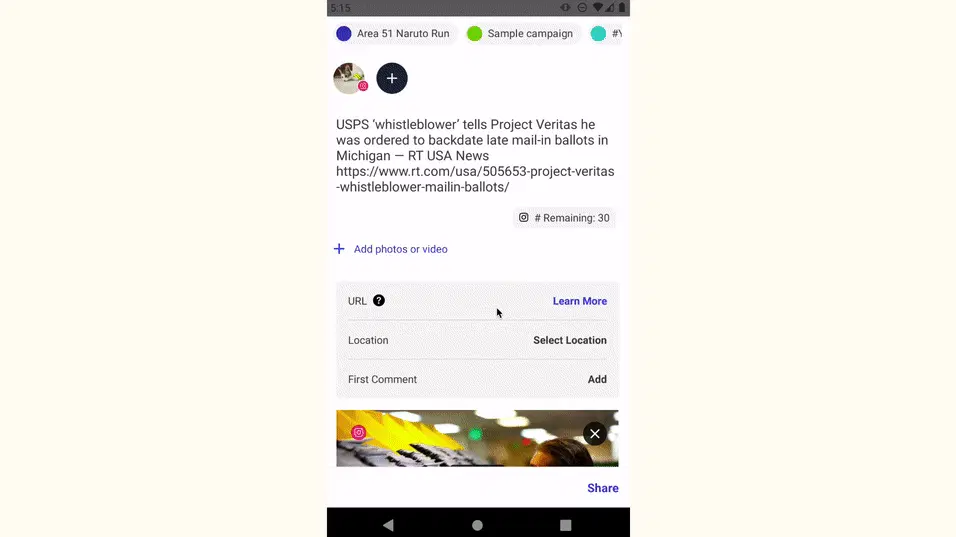 5:15
Area 51 Naruto Run
Sample campaign
#Y
USPS ‘whistleblower’ tells Project Veritas he
was ordered to backdate late mail-in ballots in
Michigan — RT USA News
https://www.rt.com/usa/505653-project-veritas
-whistleblower-mailin-ballots/
# Remaining: 30
Add photos or video
URL ?
Learn More
Location
Select Location
First Comment
Add
Share